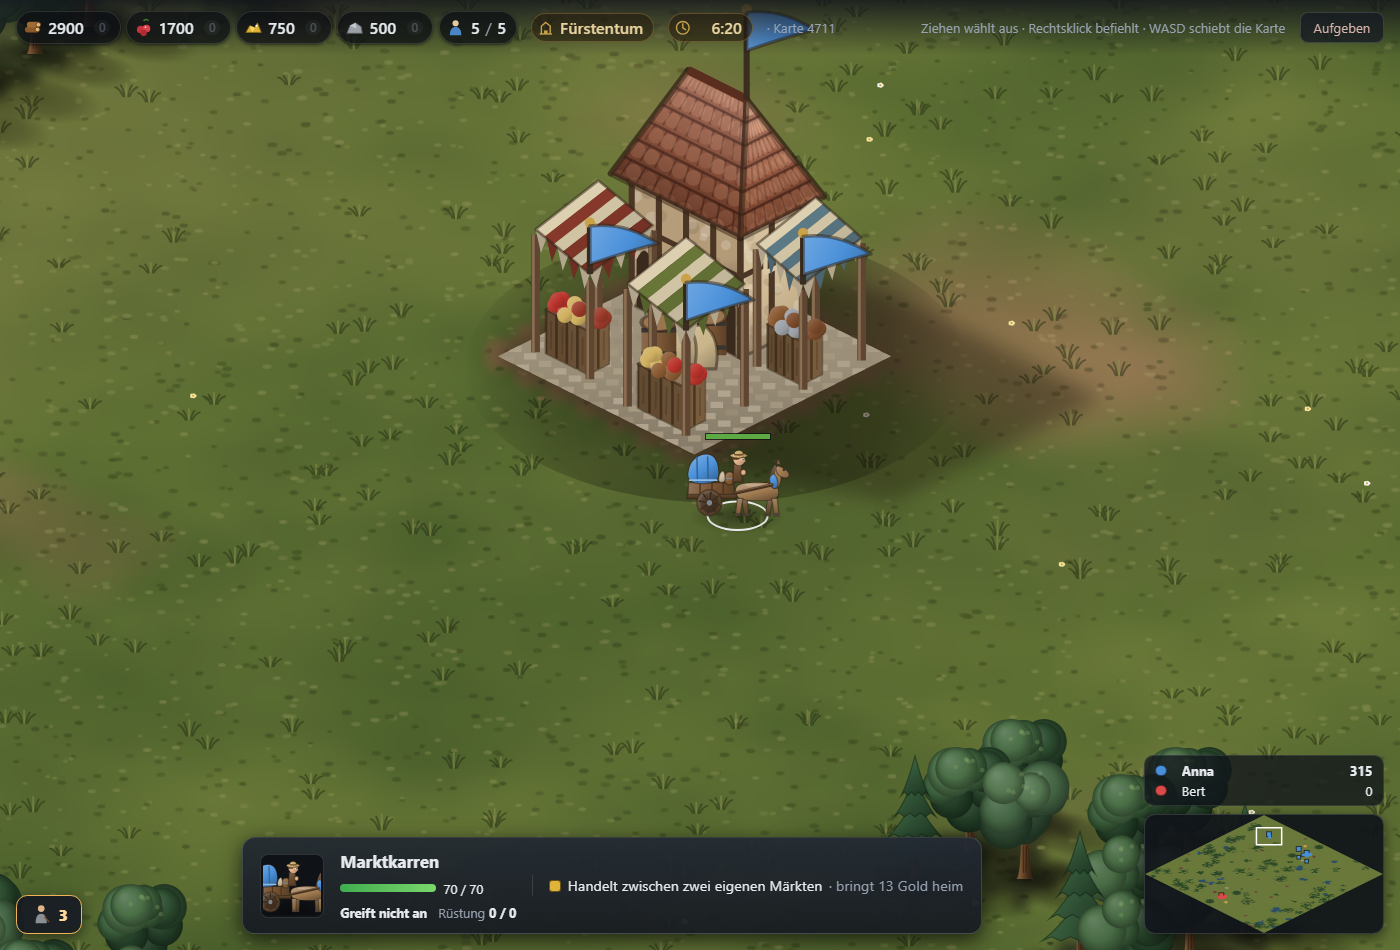 2900 0 1700 0 750 0 500 0 5 / 5 Fürstentum 6:20 · Karte 4711 Ziehen wählt aus · Rechtsklick befiehlt · WASD schiebt die Karte Aufgeben
Anna 315
Bert 0
Marktkarren
70 / 70
Handelt zwischen zwei eigenen Märkten · bringt 13 Gold heim
Greift nicht an Rüstung 0 / 0
3